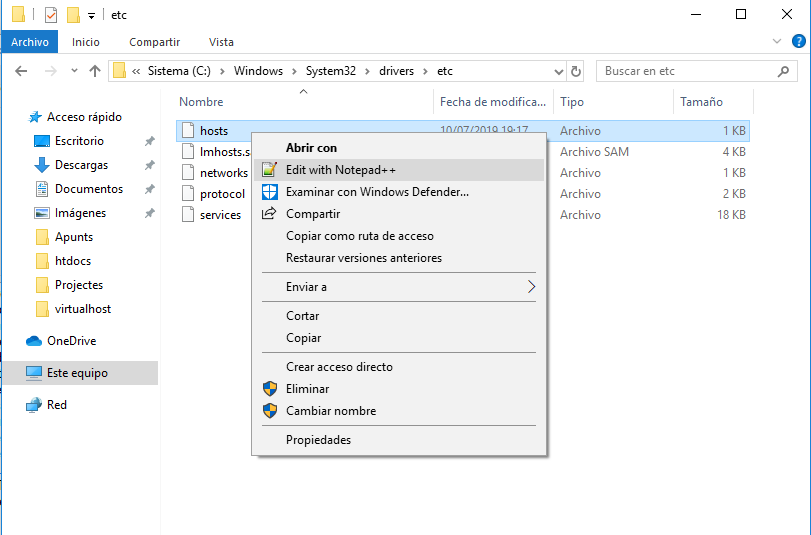 etc
Archivo Inicio Compartir Vista
« Sistema (C:) > Windows > System32 > drivers > etc Buscar en etc
Nombre Fecha de modifica... Tipo Tamaño
Acceso rápido
Escritorio
Descargas
Documentos
Imágenes
Apunts
htdocs
Projectes
virtualhost
OneDrive
Este equipo
Red
hosts 10/07/2019 19:17 Archivo 1 KB
lmhosts.s Archivo SAM 4 KB
networks Archivo 1 KB
protocol Archivo 2 KB
services Archivo 18 KB
Abrir con
Edit with Notepad++
Examinar con Windows Defender...
Compartir
Copiar como ruta de acceso
Restaurar versiones anteriores
Enviar a
Cortar
Copiar
Crear acceso directo
Eliminar
Cambiar nombre
Propiedades